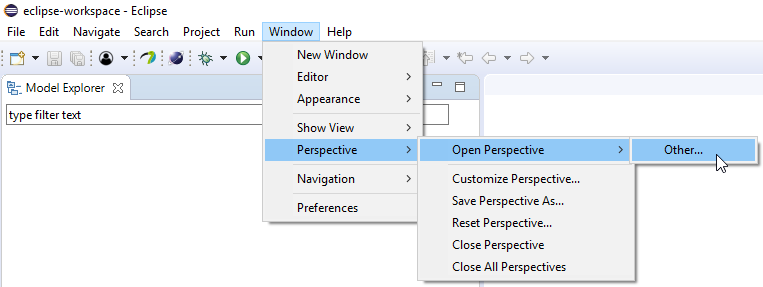 eclipse-workspace - Eclipse
File Edit Navigate Search Project Run Window Help
Model Explorer
type filter text
New Window
Editor
Appearance
Show View
Perspective
Navigation
Preferences
Open Perspective
Customize Perspective...
Save Perspective As...
Reset Perspective...
Close Perspective
Close All Perspectives
Other...